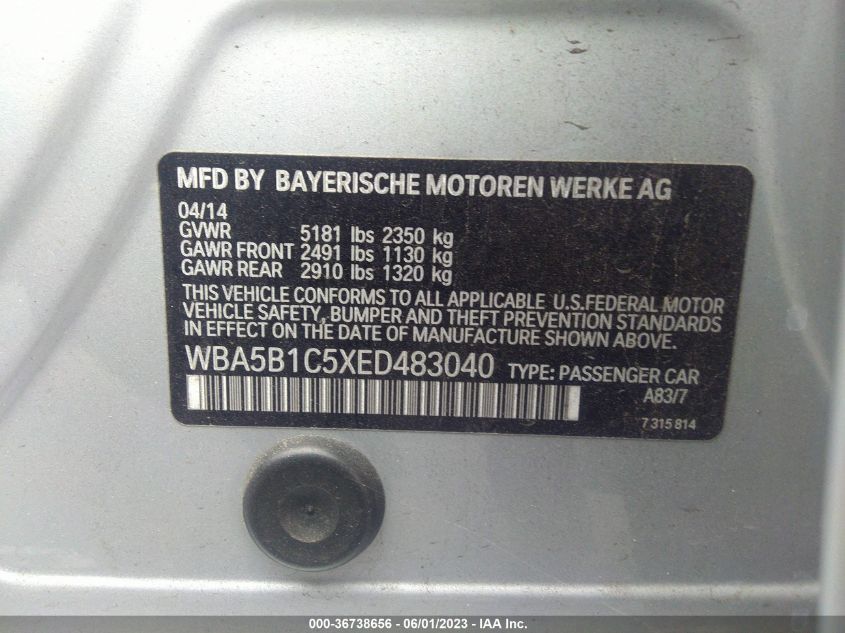 MFD BY BAYERISCHE MOTOREN WERKE AG
04/14
GVWR 5181 lbs 2350 kg
GAWR FRONT 2491 lbs 1130 kg
GAWR REAR 2910 lbs 1320 kg
THIS VEHICLE CONFORMS TO ALL APPLICABLE U.S.FEDERAL MOTOR
VEHICLE SAFETY, BUMPER AND THEFT PREVENTION STANDARDS
IN EFFECT ON THE DATE OF MANUFACTURE SHOWN ABOVE.
WBA5B1C5XED483040 TYPE: PASSENGER CAR
A83/7
7 315 814
000-36738656 - 06/01/2023 - IAA Inc.